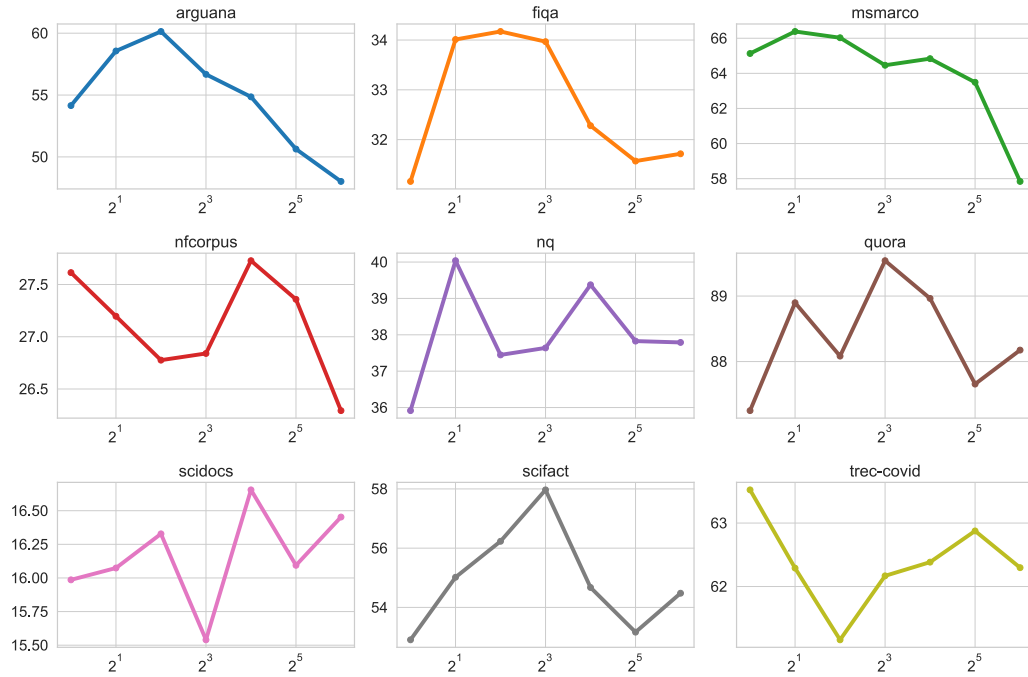 arguana
60
55
50
2^1 2^3 2^5
fiqa
34
33
32
2^1 2^3 2^5
msmarco
66
64
62
60
58
2^1 2^3 2^5
nfcorpus
27.5
27.0
26.5
2^1 2^3 2^5
nq
40
39
38
37
36
2^1 2^3 2^5
quora
89
88
2^1 2^3 2^5
scidocs
16.50
16.25
16.00
15.75
15.50
2^1 2^3 2^5
scifact
58
56
54
2^1 2^3 2^5
trec-covid
63
62
2^1 2^3 2^5